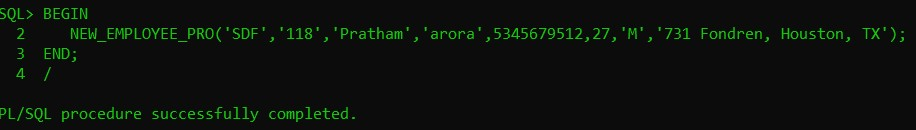 SQL> BEGIN
2 NEW_EMPLOYEE_PRO('SDF','118','Pratham','arora',5345679512,27,'M','731 Fondren, Houston, TX');
3 END;
4 /
PL/SQL procedure successfully completed.